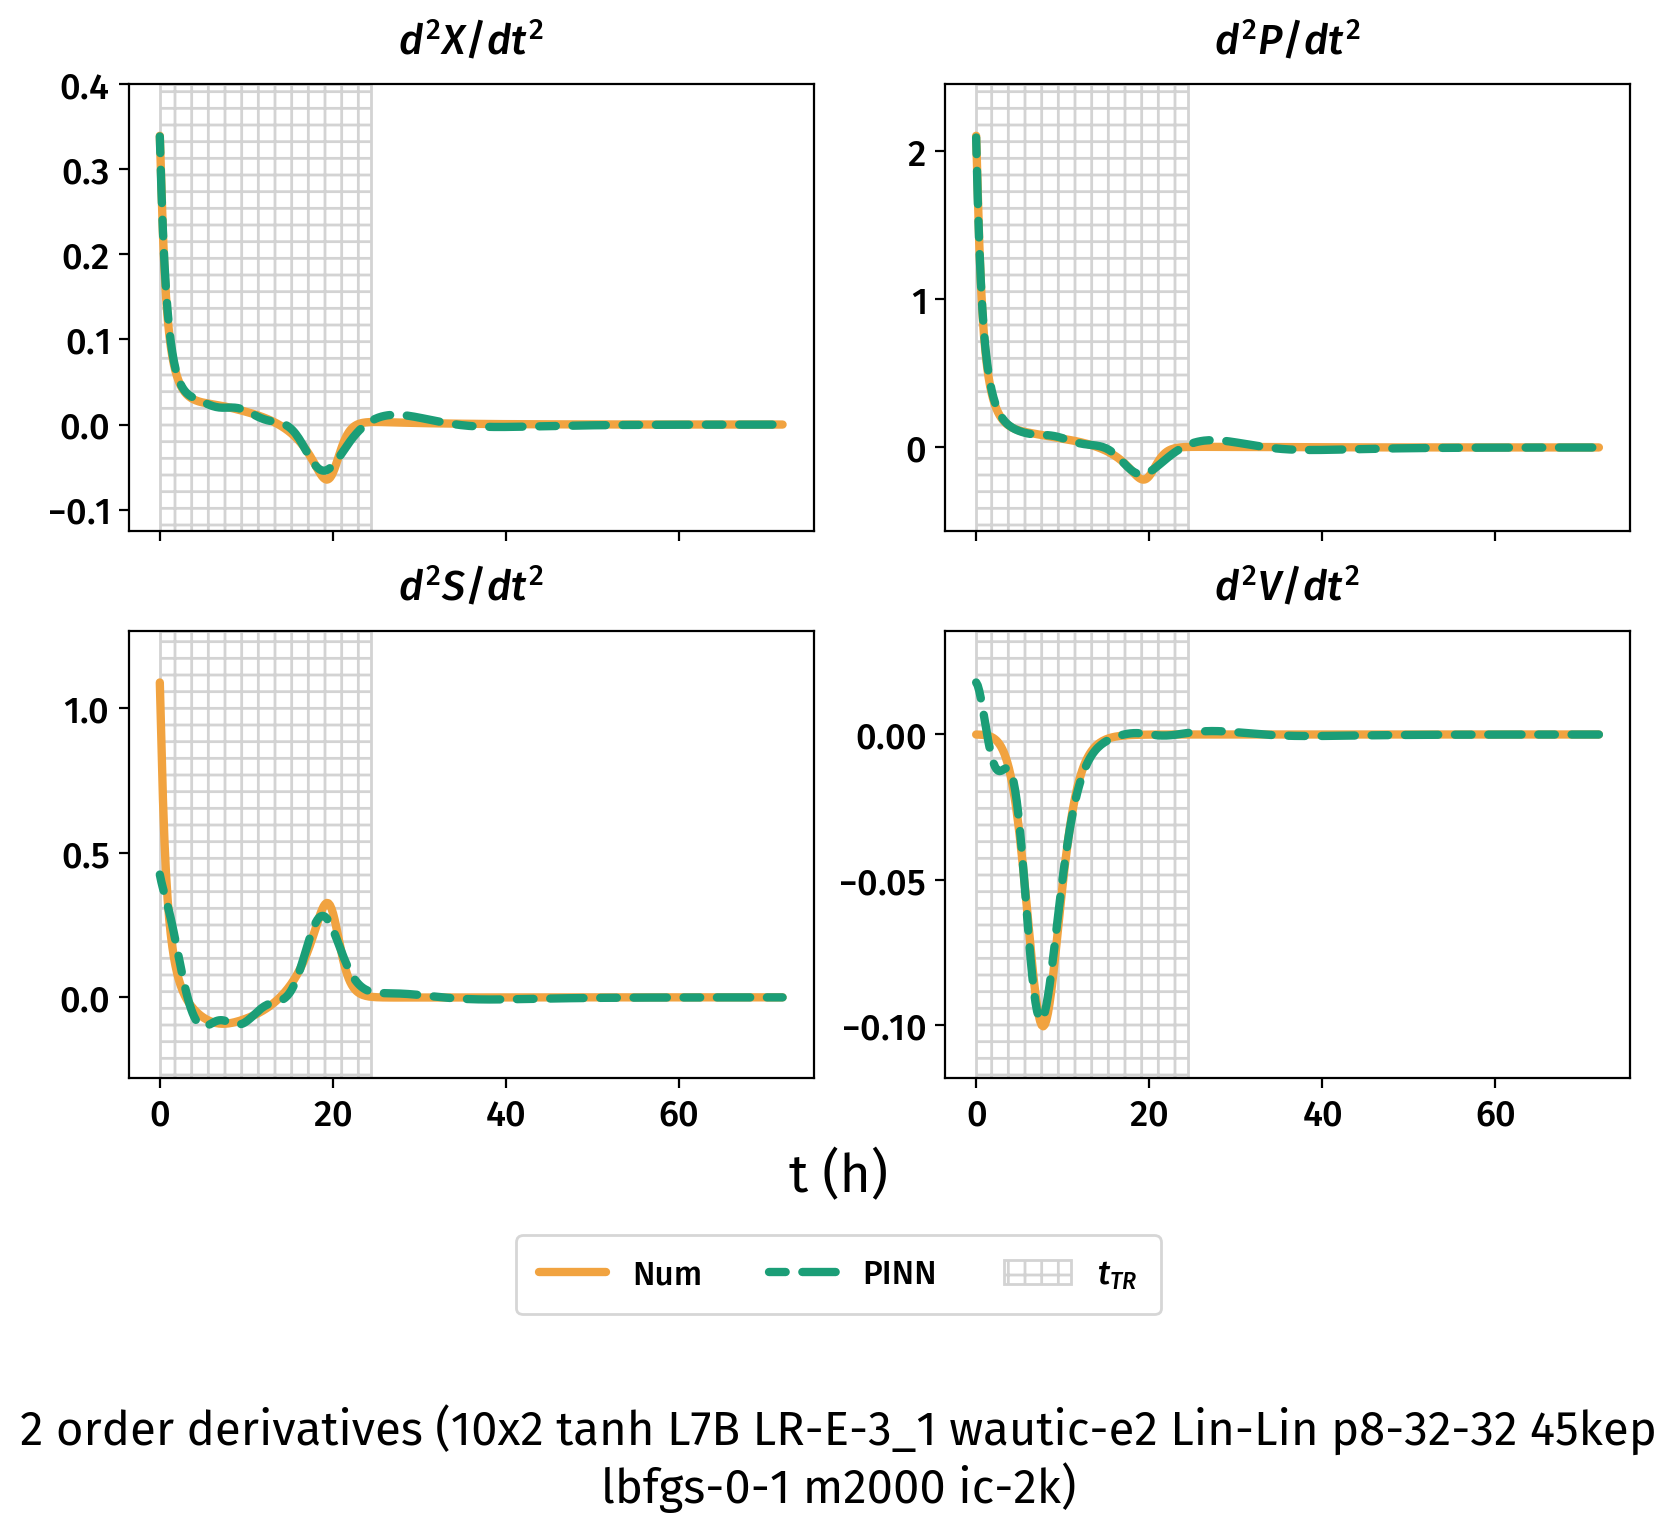 d²X/dt²
d²P/dt²
0.4
0.3
0.2
0.1
0.0
−0.1
2
1
0
d²S/dt²
d²V/dt²
1.0
0.5
0.0
0.00
−0.05
−0.10
0 20 40 60
0 20 40 60
t (h)
Num PINN t_TR
2 order derivatives (10x2 tanh L7B LR-E-3_1 wautic-e2 Lin-Lin p8-32-32 45kep
lbfgs-0-1 m2000 ic-2k)